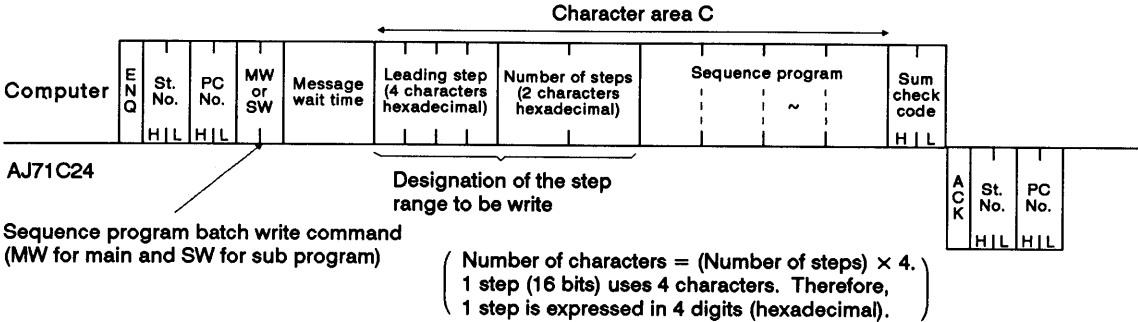 Character area C
Computer
E N Q
St. No.
H L
PC No.
H L
MW or SW
Message wait time
Leading step (4 characters hexadecimal)
Number of steps (2 characters hexadecimal)
Sequence program
~
Sum check code
H L
AJ71C24
Designation of the step
range to be write
A C K
St. No.
H L
PC No.
H L
Sequence program batch write command
(MW for main and SW for sub program)
Number of characters = (Number of steps) × 4.
1 step (16 bits) uses 4 characters. Therefore,
1 step is expressed in 4 digits (hexadecimal).